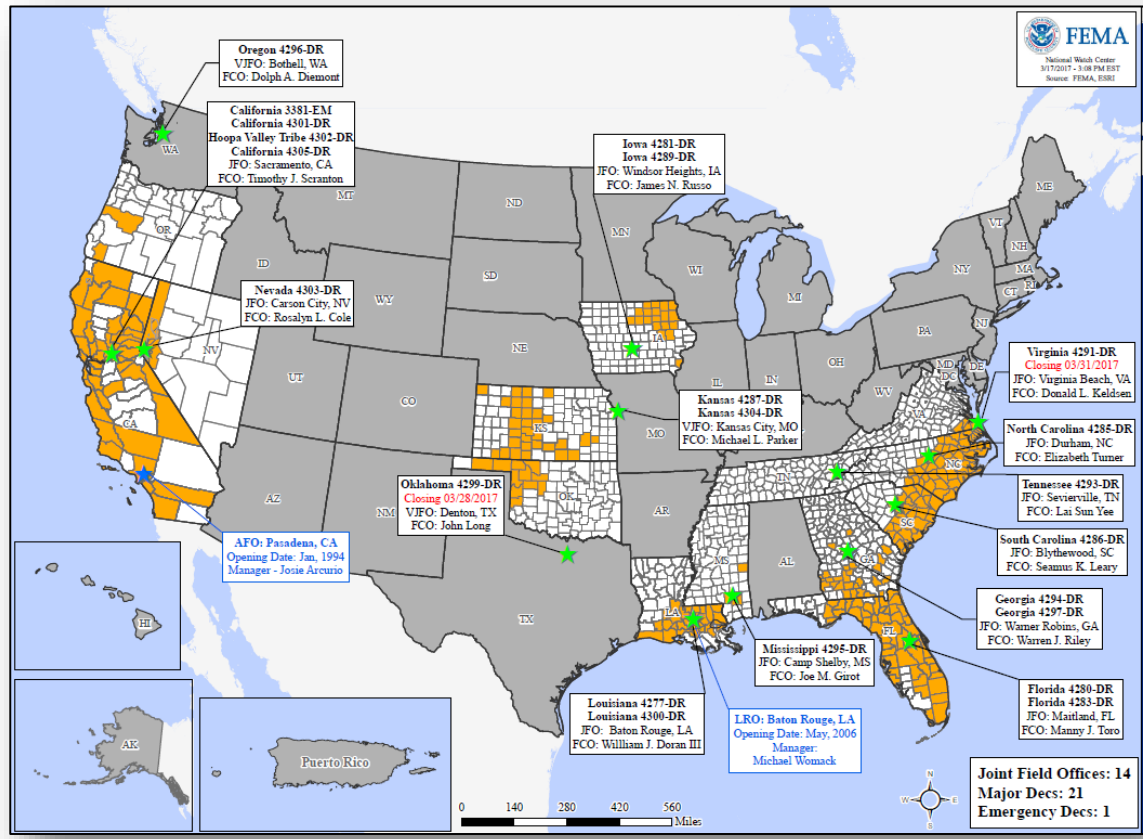 FEMA
National Watch Center
3/17/2017 - 3:08 PM EST
Source: FEMA, ESRI
Oregon 4296-DR
VJFO: Bothell, WA
FCO: Dolph A. Diemont
California 3381-EM
California 4301-DR
Hoopa Valley Tribe 4302-DR
California 4305-DR
JFO: Sacramento, CA
FCO: Timothy J. Scranton
Nevada 4303-DR
JFO: Carson City, NV
FCO: Rosalyn L. Cole
Iowa 4281-DR
Iowa 4289-DR
JFO: Windsor Heights, IA
FCO: James N. Russo
Kansas 4287-DR
Kansas 4304-DR
VJFO: Kansas City, MO
FCO: Michael L. Parker
Oklahoma 4299-DR
Closing 03/28/2017
VJFO: Denton, TX
FCO: John Long
AFO: Pasadena, CA
Opening Date: Jan, 1994
Manager - Josie Arcurio
Virginia 4291-DR
Closing 03/31/2017
JFO: Virginia Beach, VA
FCO: Donald L. Keldsen
North Carolina 4285-DR
JFO: Durham, NC
FCO: Elizabeth Turner
Tennessee 4293-DR
JFO: Sevierville, TN
FCO: Lai Sun Yee
South Carolina 4286-DR
JFO: Blythewood, SC
FCO: Seamus K. Leary
Georgia 4294-DR
Georgia 4297-DR
JFO: Warner Robins, GA
FCO: Warren J. Riley
Florida 4280-DR
Florida 4283-DR
JFO: Maitland, FL
FCO: Manny J. Toro
Mississippi 4295-DR
JFO: Camp Shelby, MS
FCO: Joe M. Girot
Louisiana 4277-DR
Louisiana 4300-DR
JFO: Baton Rouge, LA
FCO: Willliam J. Doran III
LRO: Baton Rouge, LA
Opening Date: May, 2006
Manager:
Michael Womack
WA
MT
ND
MN
ME
VT
NH
OR
ID
SD
WI
MI
NY
MA
CT
RI
WY
IA
PA
NJ
NV
NE
IL
IN
OH
MD
DE
DC
UT
CO
WV
VA
CA
KS
MO
NC
TN
AZ
NM
OK
AR
SC
MS
AL
GA
TX
LA
FL
HI
AK
Puerto Rico
N
W
E
S
0 140 280 420 560
Miles
Joint Field Offices: 14
Major Decs: 21
Emergency Decs: 1